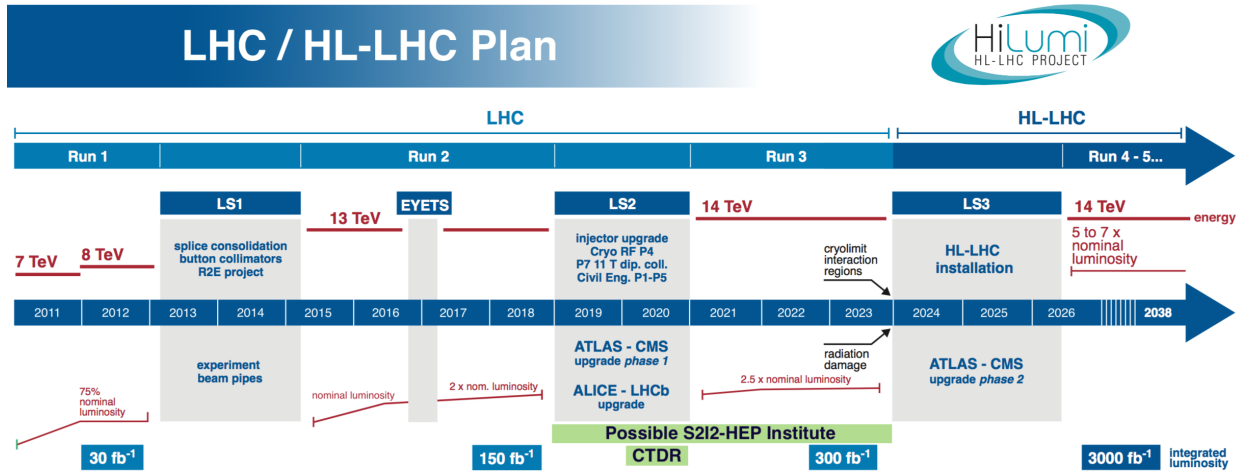 LHC / HL-LHC Plan
HiLumi
HL-LHC PROJECT
LHC
HL-LHC
Run 1
Run 2
Run 3
Run 4 - 5...
LS1
EYETS
LS2
LS3
13 TeV
14 TeV
14 TeV
energy
splice consolidation
button collimators
R2E project
injector upgrade
Cryo RF P4
P7 11 T dip. coll.
Civil Eng. P1-P5
cryolimit
interaction
regions
HL-LHC
installation
5 to 7 x
nominal
luminosity
7 TeV
8 TeV
2011
2012
2013
2014
2015
2016
2017
2018
2019
2020
2021
2022
2023
2024
2025
2026
2038
experiment
beam pipes
ATLAS - CMS
upgrade phase 1
ALICE - LHCb
upgrade
radiation
damage
ATLAS - CMS
upgrade phase 2
75%
nominal
luminosity
nominal luminosity
2 x nom. luminosity
2.5 x nominal luminosity
Possible S2I2-HEP Institute
CTDR
30 fb-1
150 fb-1
300 fb-1
3000 fb-1
integrated
luminosity